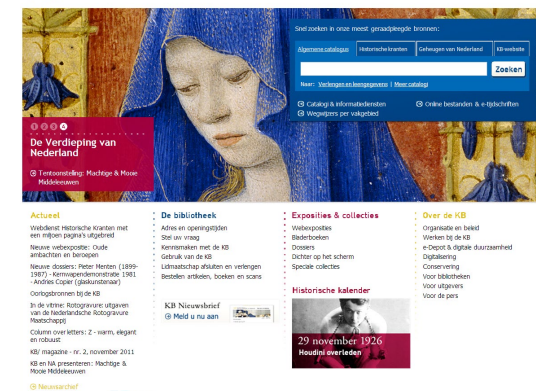 Snel zoeken in onze meest geraadpleegde bronnen:
Algemene catalogus
Historische kranten
Geheugen van Nederland
KB-website
Zoeken
Naar: Verlengen en leengegevens | Meer catalogi
Catalogi & informatiediensten
Online bestanden & e-tijdschriften
Wegwijzers per vakgebied
1 2 3 4
De Verdieping van
Nederland
Tentoonstelling: Machtige & Mooie
Middeleeuwen
Actueel
Webdienst Historische Kranten met
een miljoen pagina's uitgebreid
Nieuwe webexpositie: Oude
ambachten en beroepen
Nieuwe dossiers: Pieter Menten (1899-
1987) - Kernwapendemonstratie 1981
- Andries Copier (glaskunstenaar)
Oorlogsbronnen bij de KB
In de vitrine: Rotogravure: uitgaven
van de Nederlandsche Rotogravure
Maatschappij
Column over letters: Z - warm, elegant
en robuust
KB/ magazine - nr. 2, november 2011
KB en NA presenteren: Machtige &
Mooie Middeleeuwen
Nieuwsarchief
De bibliotheek
Adres en openingstijden
Stel uw vraag
Kennismaken met de KB
Gebruik van de KB
Lidmaatschap afsluiten en verlengen
Bestellen artikelen, boeken en scans
KB Nieuwsbrief
Meld u nu aan
Exposities & collecties
Webexposities
Bladerboeken
Dossiers
Dichter op het scherm
Speciale collecties
Historische kalender
29 november 1926
Houdini overleden
Over de KB
Organisatie en beleid
Werken bij de KB
e-Depot & digitale duurzaamheid
Digitalisering
Conservering
Voor bibliotheken
Voor uitgevers
Voor de pers